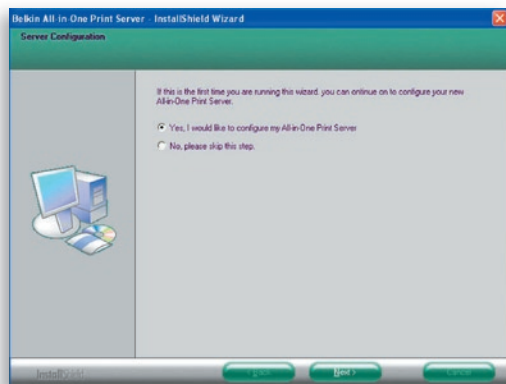 Belkin All-in-One Print Server - InstallShield Wizard
Server Configuration
If this is the first time you are running this wizard, you can ontinue on to configure your new
All-in-One Print Server.
Yes, I would like to configure my All-in-One Print Server
No, please skip this step.
InstallShield
< Back
Next >
Cancel